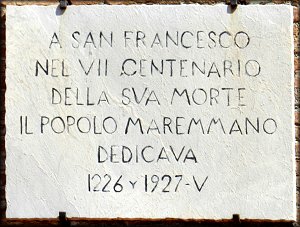 A SAN FRANCESCO
NEL VII CENTENARIO
DELLA SVA MORTE
IL POPOLO MAREMMANO
DEDICAVA
1226 Y 1927-V